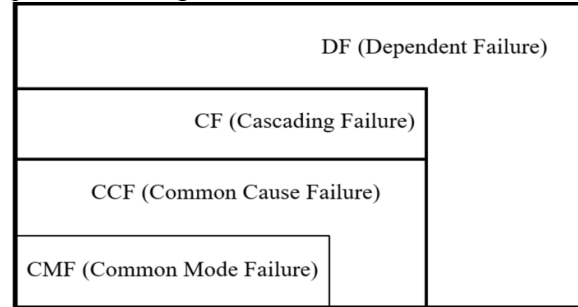 DF (Dependent Failure)
CF (Cascading Failure)
CCF (Common Cause Failure)
CMF (Common Mode Failure)